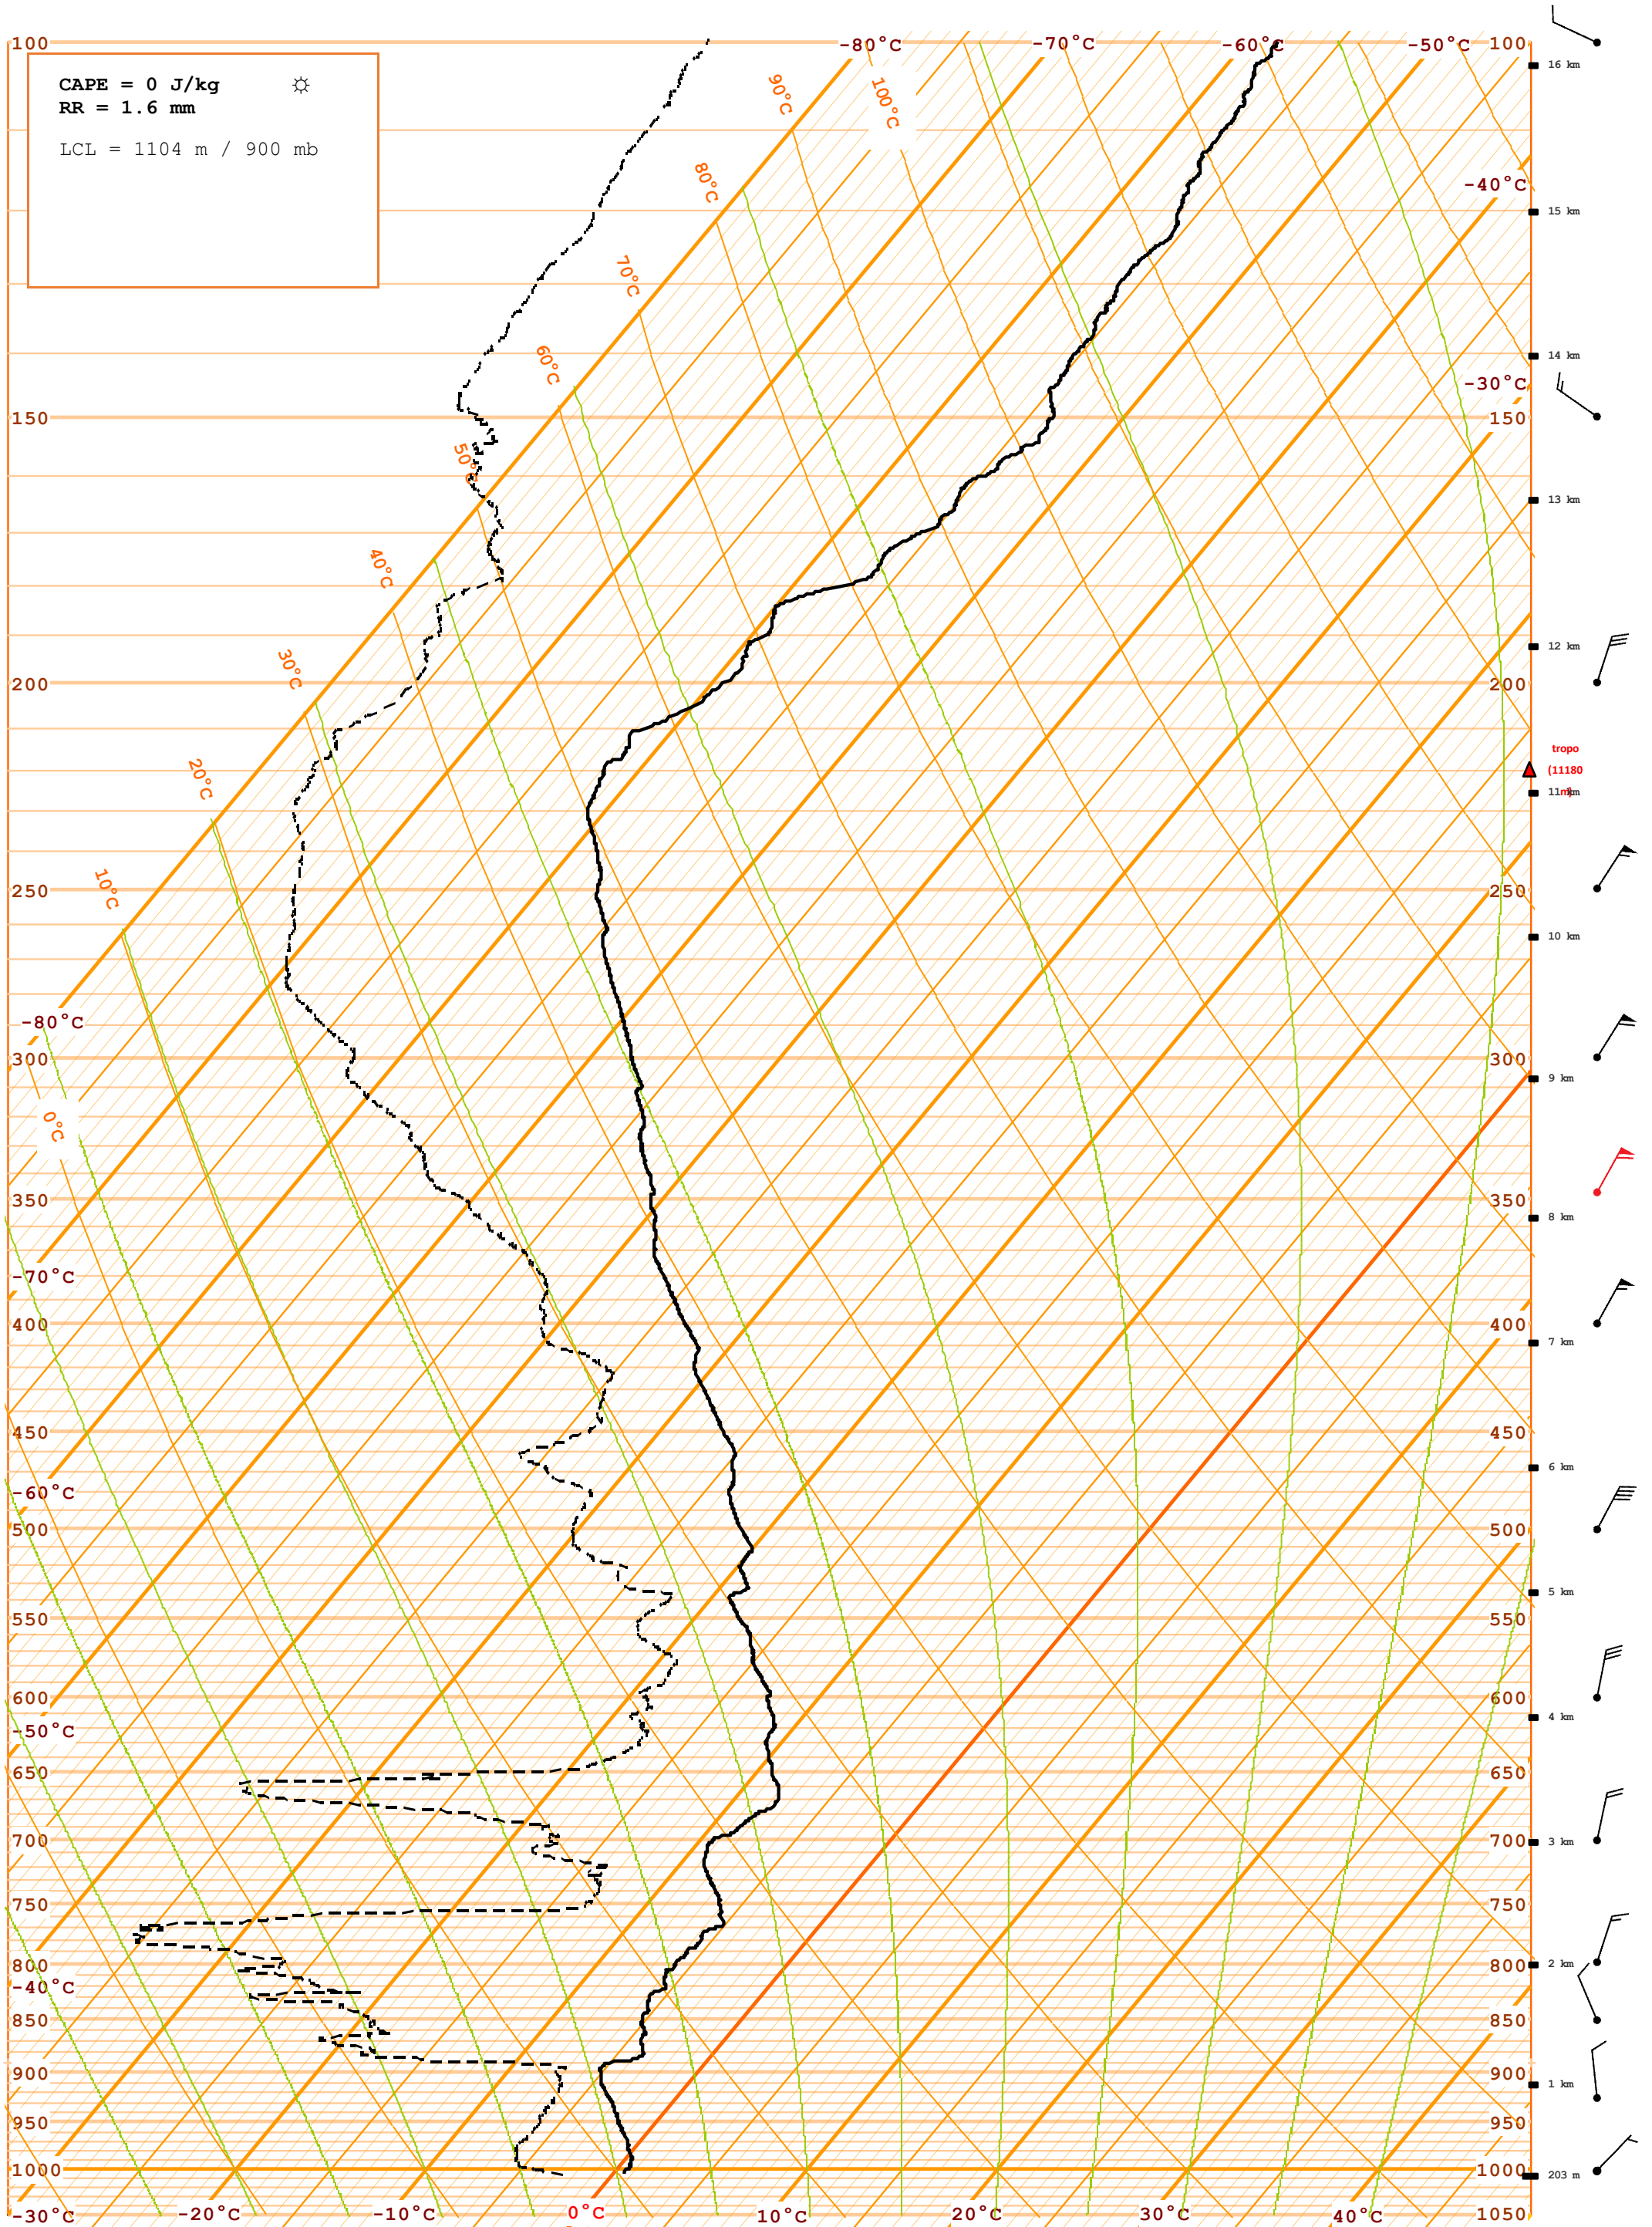 100 -80°C -70°C -60°C -50°C 100
16 km
CAPE = 0 J/kg ☼
RR = 1.6 mm
LCL = 1104 m / 900 mb
90°C 100°C
80°C -40°C
15 km
70°C
60°C 14 km
-30°C
150 150
50°C
13 km
40°C
12 km
30°C
200 200
tropo
20°C (11180
11 km
10°C
250 250
10 km
-80°C
300 300
9 km
0°C
350 350
8 km
-70°C
400 400
7 km
450 450
6 km
-60°C
500 500
5 km
550 550
600 600
4 km
-50°C
650 650
700 700
3 km
750 750
800 800
2 km
-40°C
850 850
900 900
1 km
950 950
1000 1000
203 m
-30°C -20°C -10°C 0°C 10°C 20°C 30°C 40°C 1050